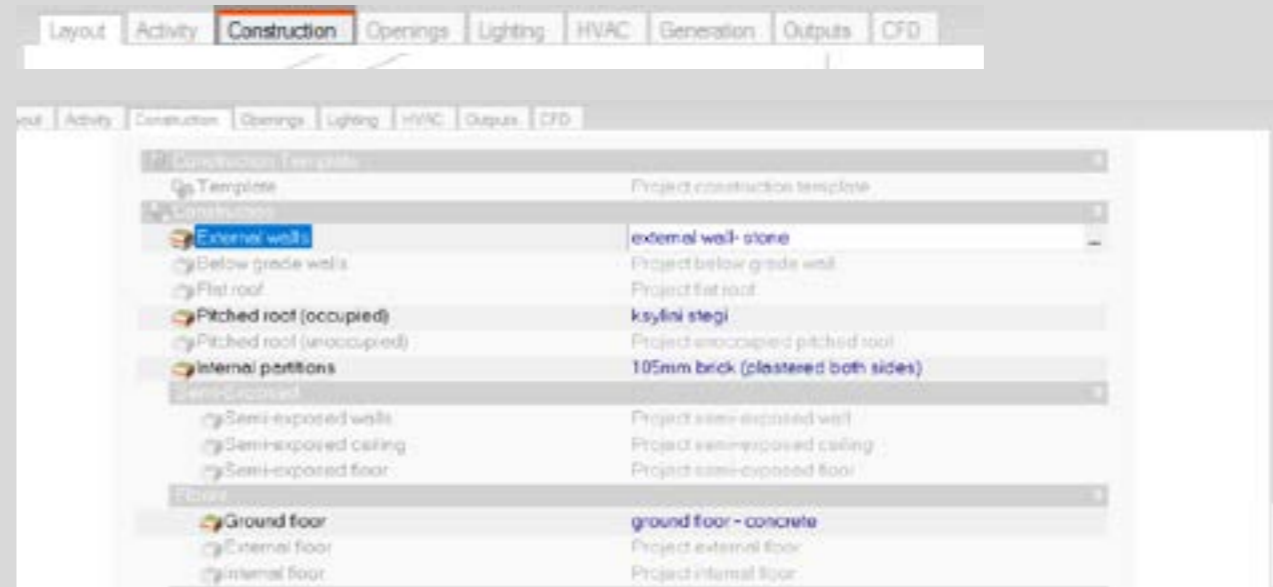 Layout Activity Construction Openings Lighting HVAC Generation Outputs CFD
Activity Construction Openings Lighting HVAC Outputs CFD
Construction Template
Template Project construction template
Construction
External walls external wall- stone
Below grade walls Project below grade wall
Flat roof Project flat roof
Pitched roof (occupied) ksylini stegi
Pitched roof (unoccupied) Project unoccupied pitched roof
Internal partitions 105mm brick (plastered both sides)
Semi-Exposed
Semi-exposed walls Project semi-exposed wall
Semi-exposed ceiling Project semi-exposed ceiling
Semi-exposed floor Project semi-exposed floor
Floors
Ground floor ground floor - concrete
External floor Project external floor
Internal floor Project internal floor